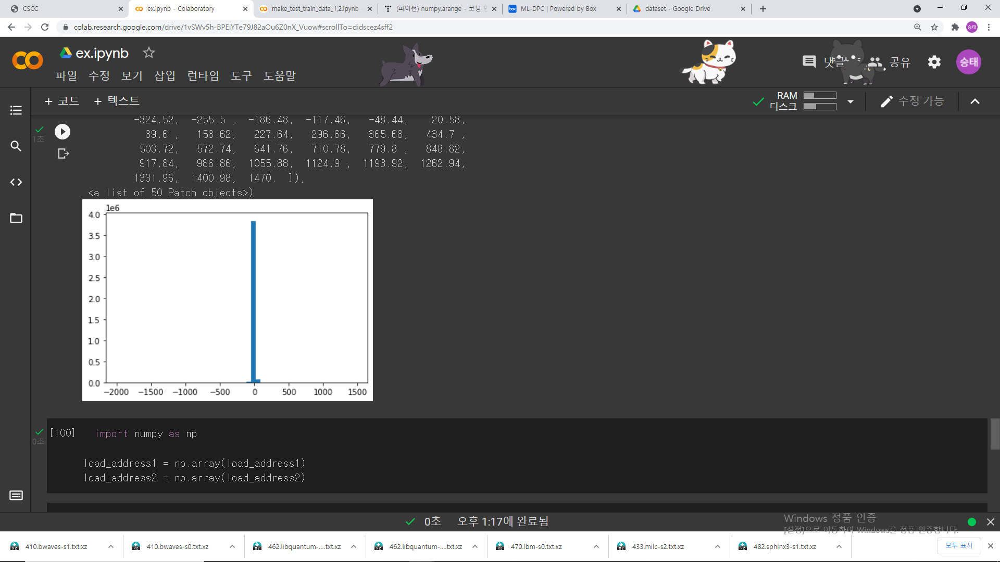 CSCC
ex.ipynb - Colaboratory
make_test_train_data_1,2.ipynb
(파이썬) numpy.arange - 코딩
ML-DPC | Powered by Box
dataset - Google Drive
colab.research.google.com/drive/1vSWv5h-BPEiYTe79J82aOu6Z0nX_Vuow#scrollTo=didscez4sff2
승태
ex.ipynb
파일 수정 보기 삽입 런타임 도구 도움말
댓글
공유
승태
+ 코드 + 텍스트
RAM
디스크
수정 가능
1초
-324.52, -255.5 , -186.48, -117.46, -48.44, 20.58,
89.6 , 158.62, 227.64, 296.66, 365.68, 434.7 ,
503.72, 572.74, 641.76, 710.78, 779.8 , 848.82,
917.84, 986.86, 1055.88, 1124.9 , 1193.92, 1262.94,
1331.96, 1400.98, 1470. ]),
<a list of 50 Patch objects>)
1e6
4.0
3.5
3.0
2.5
2.0
1.5
1.0
0.5
0.0
−2000 −1500 −1000 −500 0 500 1000 1500
0초
[100] import numpy as np
load_address1 = np.array(load_address1)
load_address2 = np.array(load_address2)
0초 오후 1:17에 완료됨
Windows 정품 인증
[설정]으로 이동하여 Windows를 정품 인증합니다.
410.bwaves-s1.txt.xz
410.bwaves-s0.txt.xz
462.libquantum-....txt.xz
462.libquantum-....txt.xz
470.lbm-s0.txt.xz
433.milc-s2.txt.xz
482.sphinx3-s1.txt.xz
모두 표시